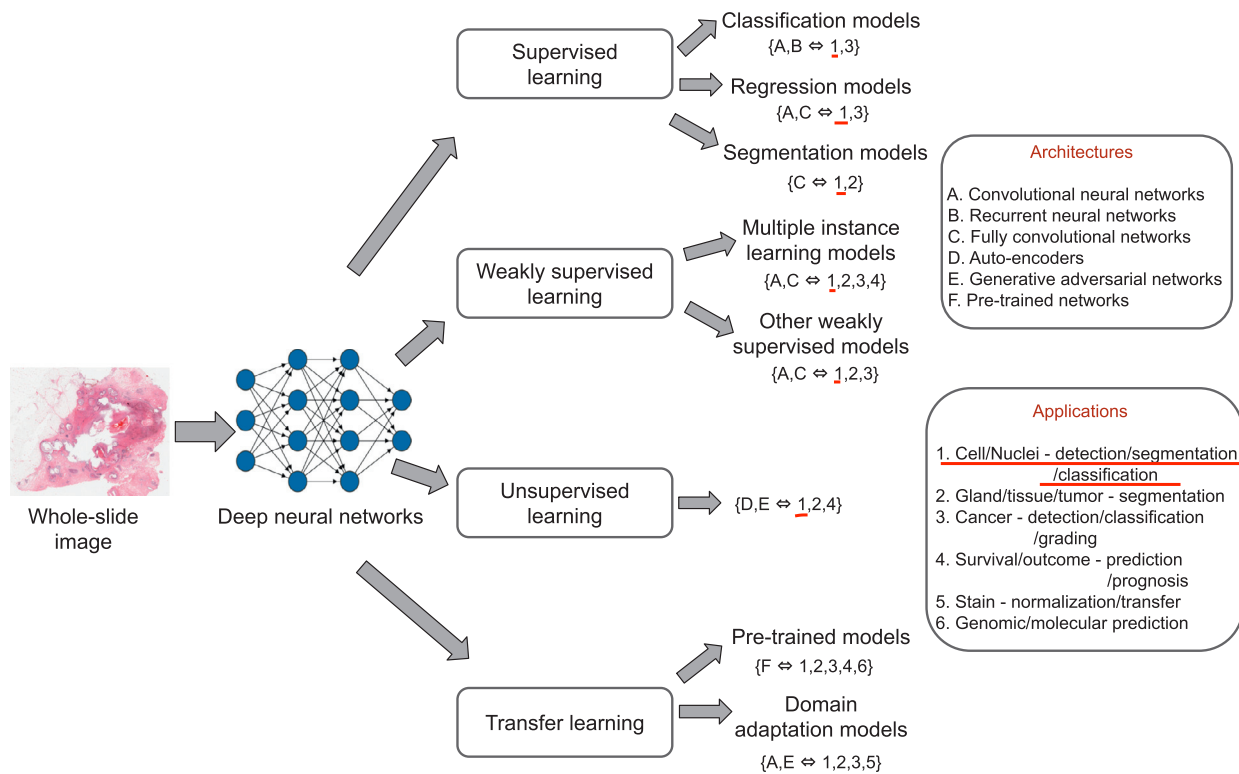 Classification models
{A,B ⇔ 1,3}
Supervised
learning
Regression models
{A,C ⇔ 1,3}
Segmentation models
{C ⇔ 1,2}
Architectures
A. Convolutional neural networks
B. Recurrent neural networks
C. Fully convolutional networks
D. Auto-encoders
E. Generative adversarial networks
F. Pre-trained networks
Multiple instance
learning models
{A,C ⇔ 1,2,3,4}
Weakly supervised
learning
Other weakly
supervised models
{A,C ⇔ 1,2,3}
Applications
1. Cell/Nuclei - detection/segmentation
/classification
2. Gland/tissue/tumor - segmentation
3. Cancer - detection/classification
/grading
4. Survival/outcome - prediction
/prognosis
5. Stain - normalization/transfer
6. Genomic/molecular prediction
Whole-slide
image
Deep neural networks
Unsupervised
learning
{D,E ⇔ 1,2,4}
Pre-trained models
{F ⇔ 1,2,3,4,6}
Transfer learning
Domain
adaptation models
{A,E ⇔ 1,2,3,5}